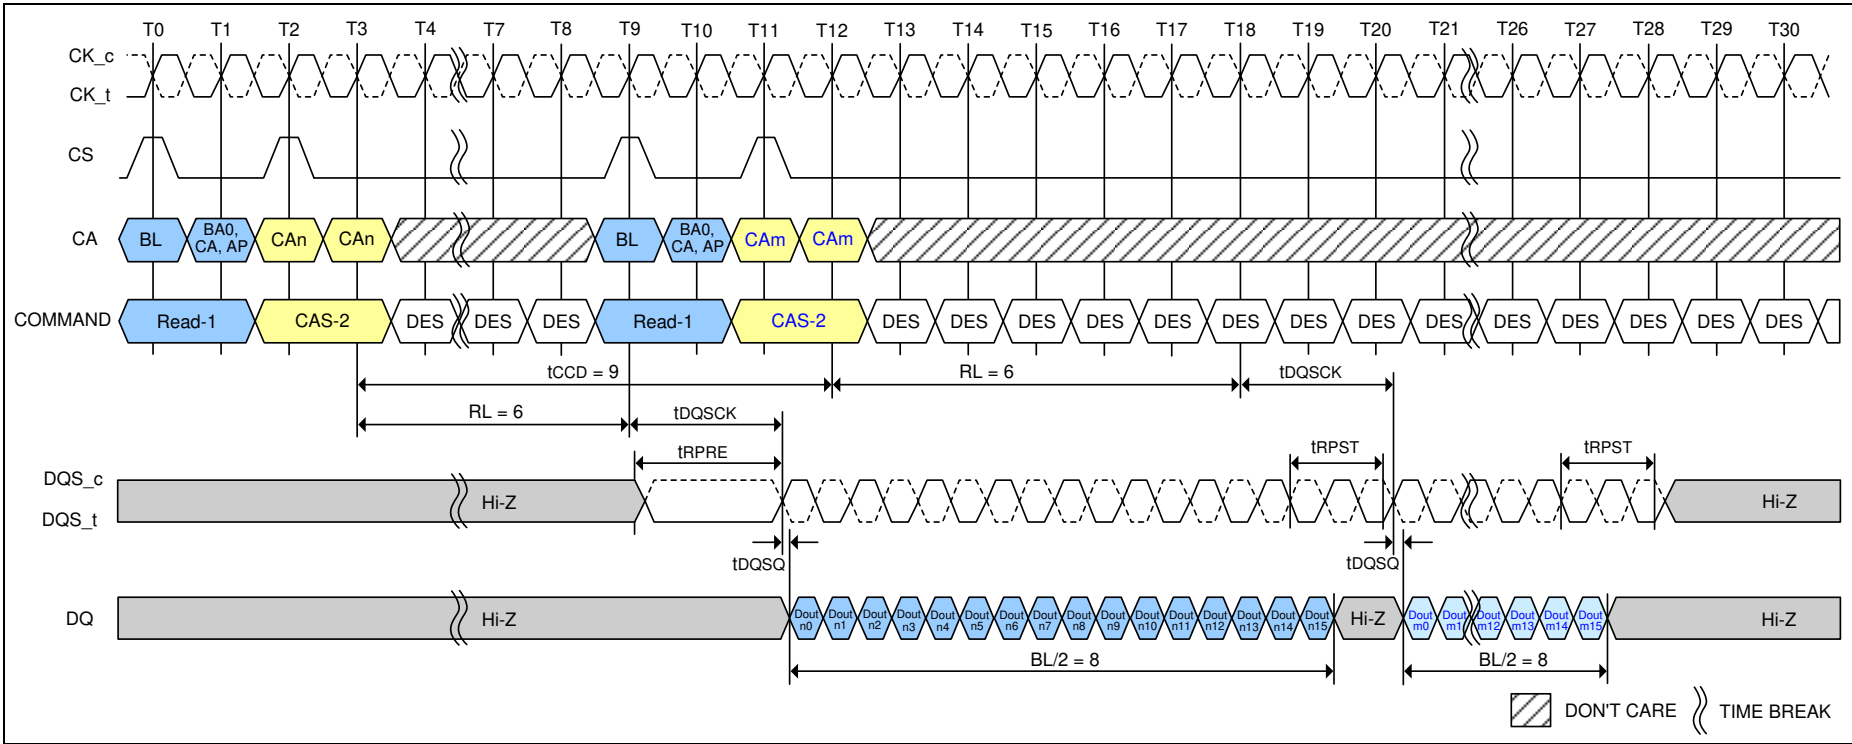 T0 T1 T2 T3 T4 T7 T8 T9 T10 T11 T12 T13 T14 T15 T16 T17 T18 T19 T20 T21 T26 T27 T28 T29 T30
CK_c
CK_t
CS
CA BL BA0, CA, AP CAn CAn BL BA0, CA, AP CAm CAm
COMMAND Read-1 CAS-2 DES DES DES Read-1 CAS-2 DES DES DES DES DES DES DES DES DES DES DES DES DES DES
tCCD = 9 RL = 6 tDQSCK
RL = 6 tDQSCK
tRPRE tRPST tRPST
DQS_c
DQS_t Hi-Z Hi-Z
tDQSQ tDQSQ
DQ Hi-Z Dout n0 Dout n1 Dout n2 Dout n3 Dout n4 Dout n5 Dout n6 Dout n7 Dout n8 Dout n9 Dout n10 Dout n11 Dout n12 Dout n13 Dout n14 Dout n15 Hi-Z Dout m0 Dout m1 Dout m12 Dout m13 Dout m14 Dout m15 Hi-Z
BL/2 = 8 BL/2 = 8
DON'T CARE TIME BREAK